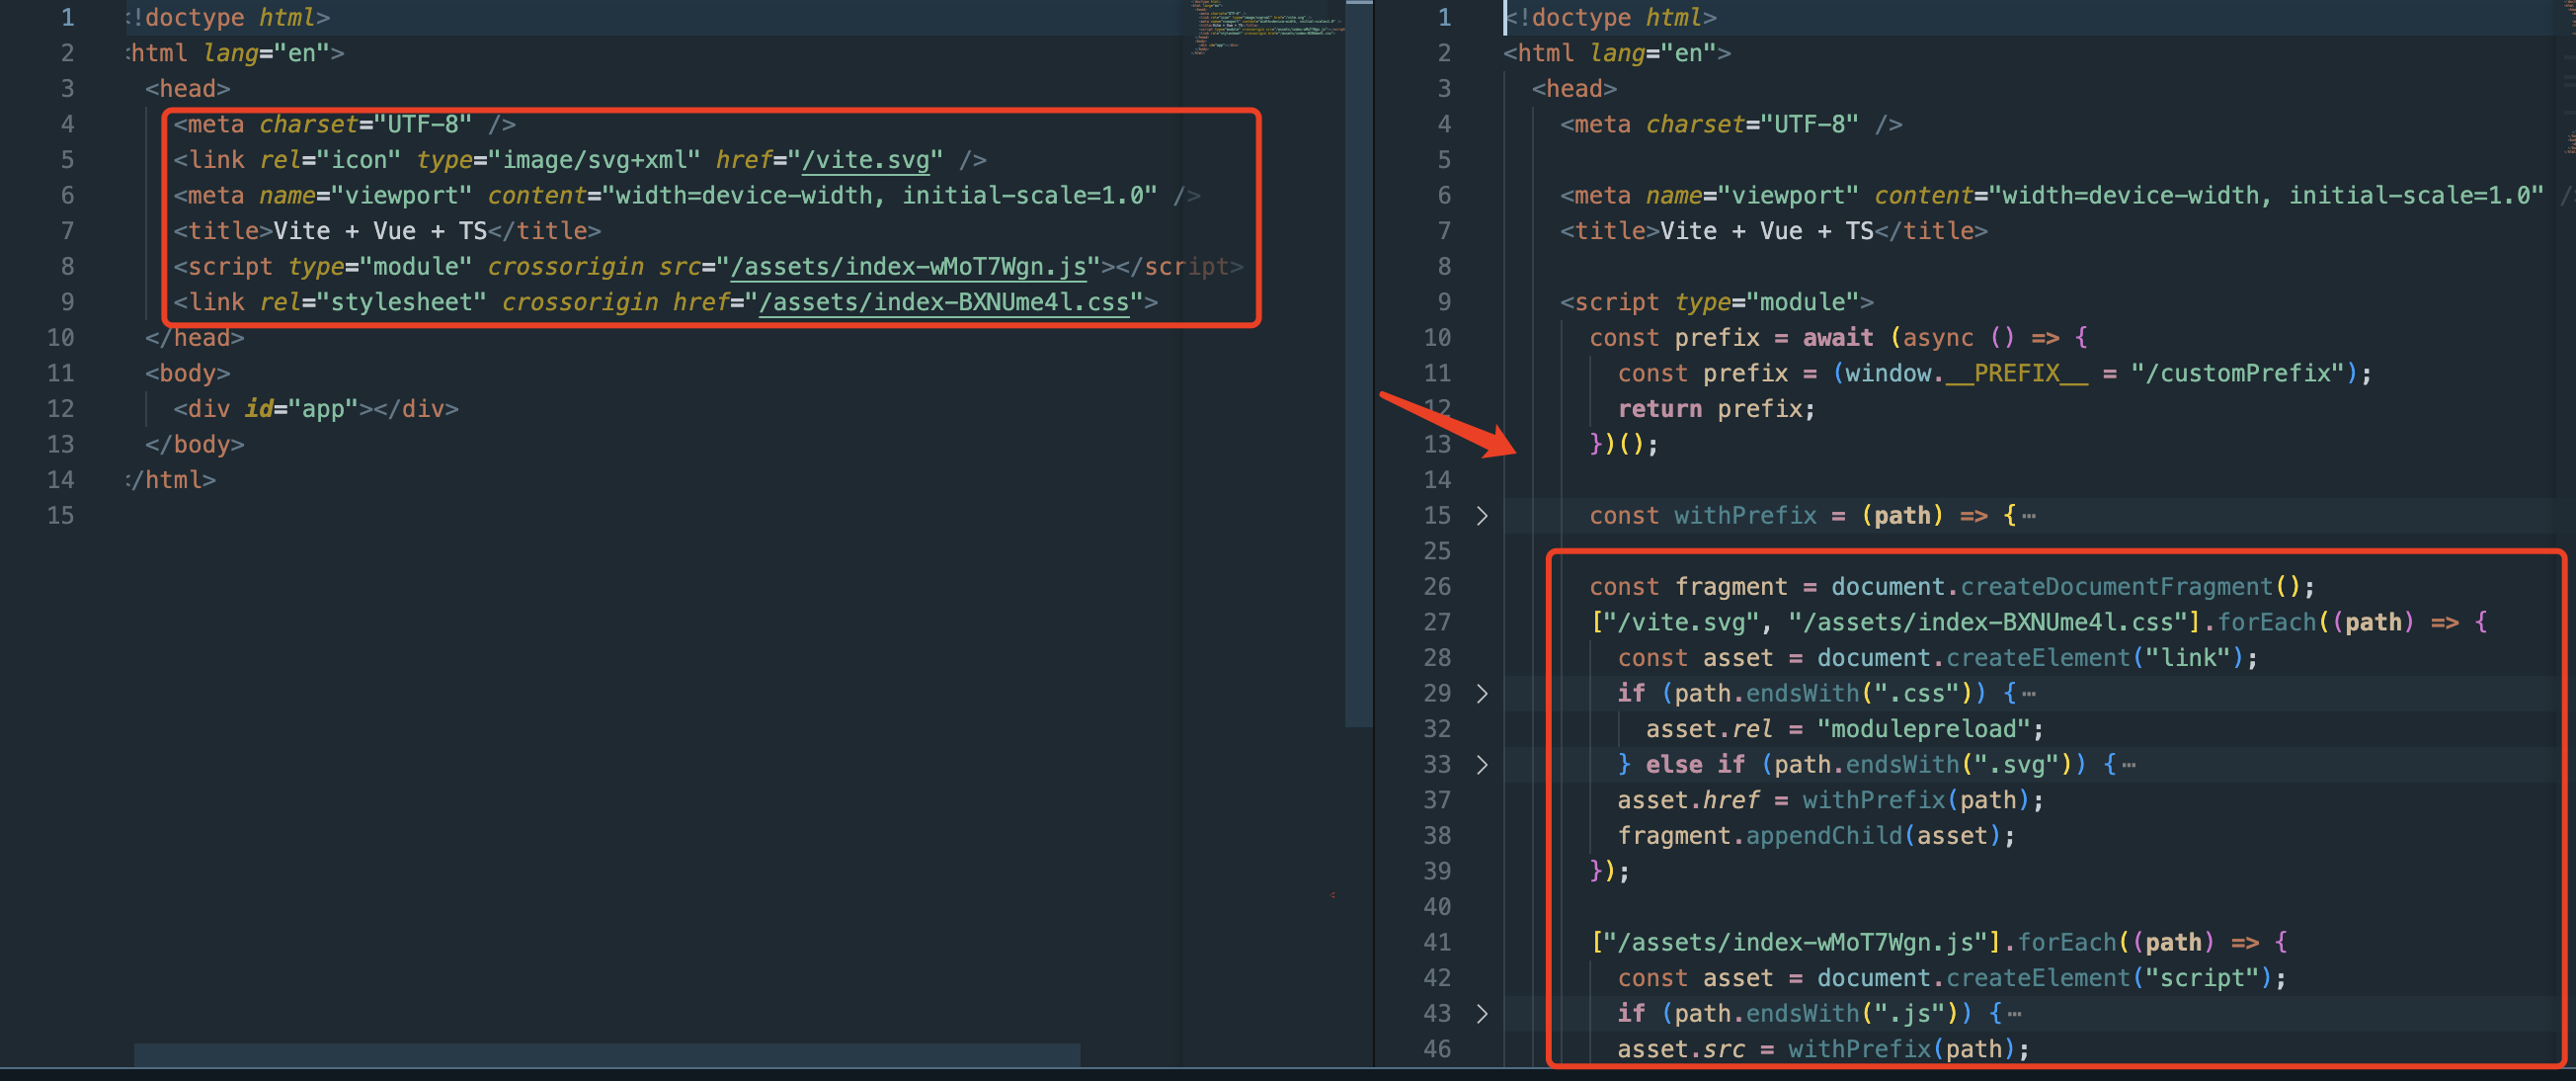 1 <!doctype html>
2 <html lang="en">
3 <head>
4 <meta charset="UTF-8" />
5 <link rel="icon" type="image/svg+xml" href="/vite.svg" />
6 <meta name="viewport" content="width=device-width, initial-scale=1.0" />
7 <title>Vite + Vue + TS</title>
8 <script type="module" crossorigin src="/assets/index-wMoT7Wgn.js"></script>
9 <link rel="stylesheet" crossorigin href="/assets/index-BXNUme4l.css">
10 </head>
11 <body>
12 <div id="app"></div>
13 </body>
14 </html>
15
1 <!doctype html>
2 <html lang="en">
3 <head>
4 <meta charset="UTF-8" />
5
6 <meta name="viewport" content="width=device-width, initial-scale=1.0" /
7 <title>Vite + Vue + TS</title>
8
9 <script type="module">
10 const prefix = await (async () => {
11 const prefix = (window.__PREFIX__ = "/customPrefix");
12 return prefix;
13 })();
14
15 const withPrefix = (path) => {⋯
25
26 const fragment = document.createDocumentFragment();
27 ["/vite.svg", "/assets/index-BXNUme4l.css"].forEach((path) => {
28 const asset = document.createElement("link");
29 if (path.endsWith(".css")) {⋯
32 asset.rel = "modulepreload";
33 } else if (path.endsWith(".svg")) {⋯
37 asset.href = withPrefix(path);
38 fragment.appendChild(asset);
39 });
40
41 ["/assets/index-wMoT7Wgn.js"].forEach((path) => {
42 const asset = document.createElement("script");
43 if (path.endsWith(".js")) {⋯
46 asset.src = withPrefix(path);